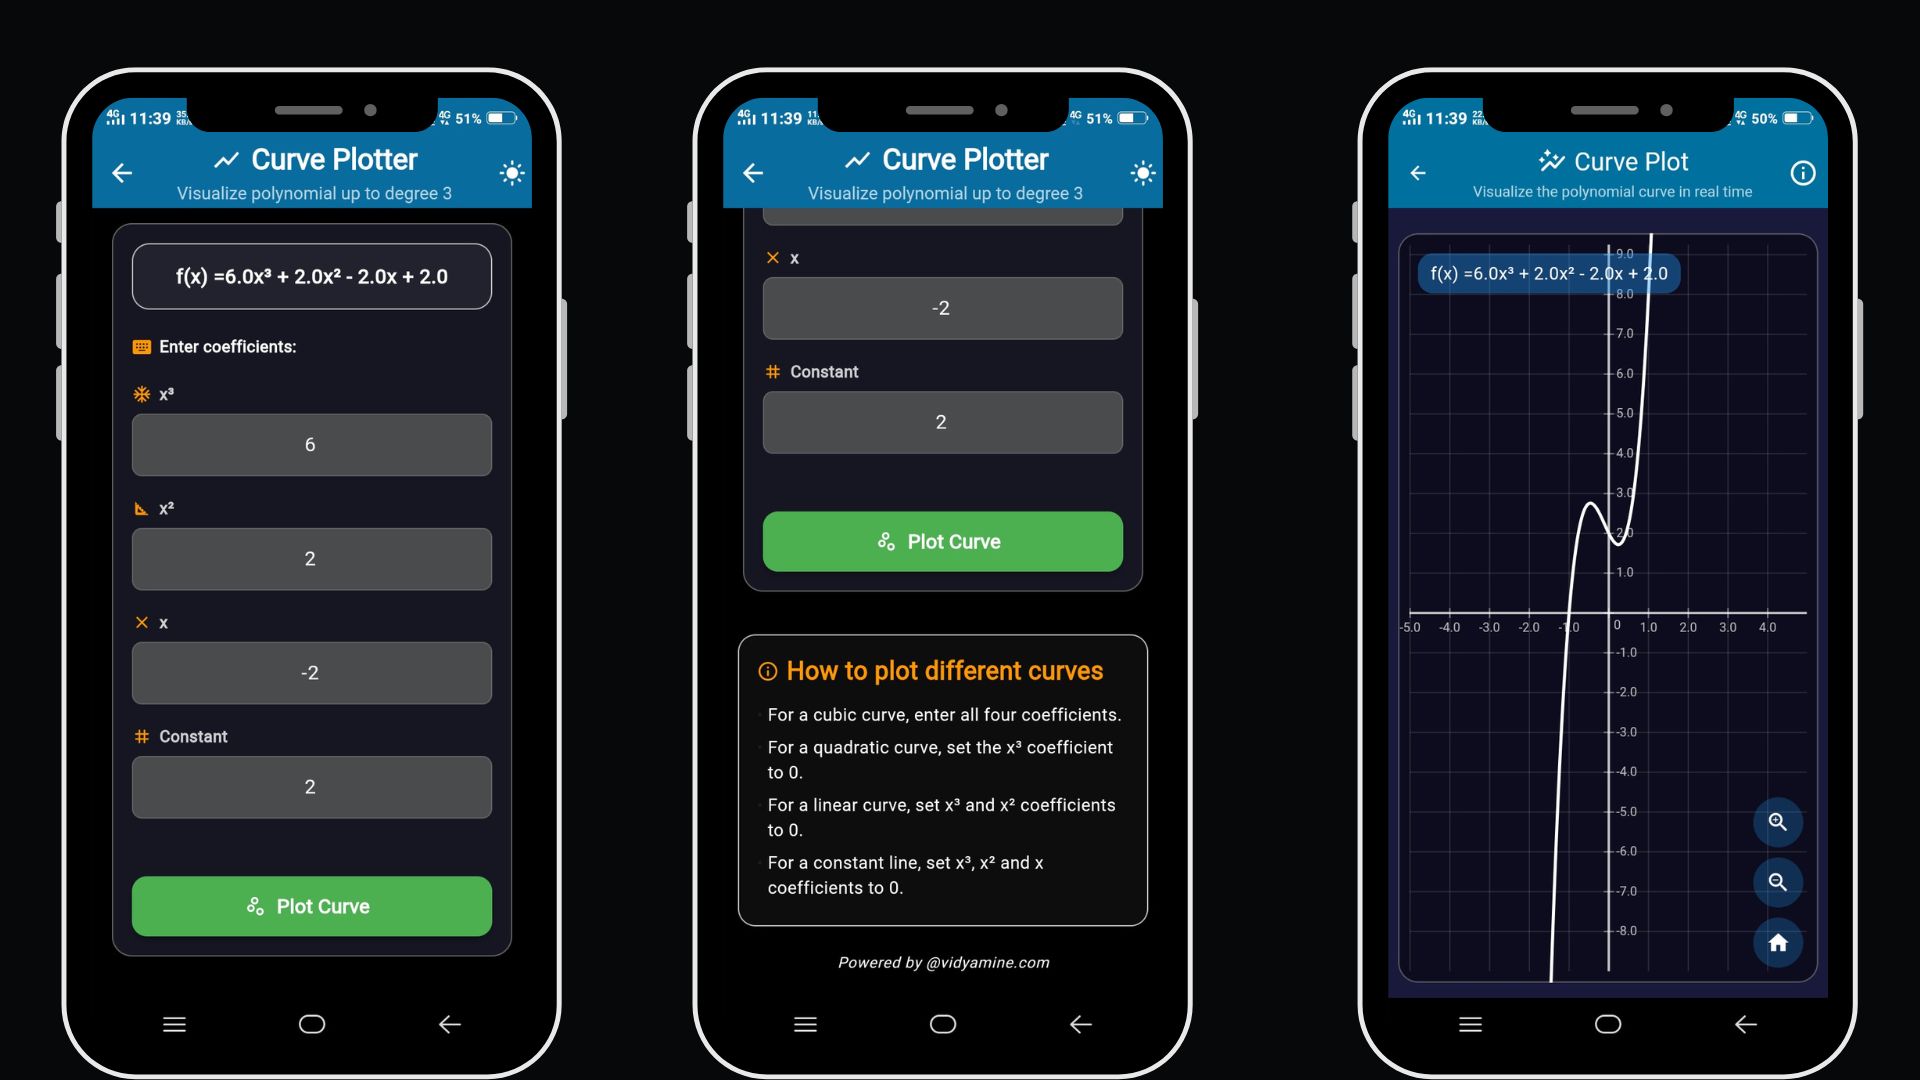 4G 11:39
4G 51%
Curve Plotter
Visualize polynomial up to degree 3
f(x) =6.0x³ + 2.0x² - 2.0x + 2.0
Enter coefficients:
x³
6
x²
2
x
-2
Constant
2
Plot Curve
4G 11:39
4G 51%
Curve Plotter
Visualize polynomial up to degree 3
x
-2
Constant
2
Plot Curve
How to plot different curves
For a cubic curve, enter all four coefficients.
For a quadratic curve, set the x³ coefficient
to 0.
For a linear curve, set x³ and x² coefficients
to 0.
For a constant line, set x³, x² and x
coefficients to 0.
Powered by @vidyamine.com
4G 11:39
4G 50%
Curve Plot
Visualize the polynomial curve in real time
9.0
f(x) =6.0x³ + 2.0x² - 2.0x + 2.0
8.0
7.0
6.0
5.0
4.0
3.0
2.0
1.0
-5.0 -4.0 -3.0 -2.0 -1.0 0 1.0 2.0 3.0 4.0
-1.0
-2.0
-3.0
-4.0
-5.0
-6.0
-7.0
-8.0